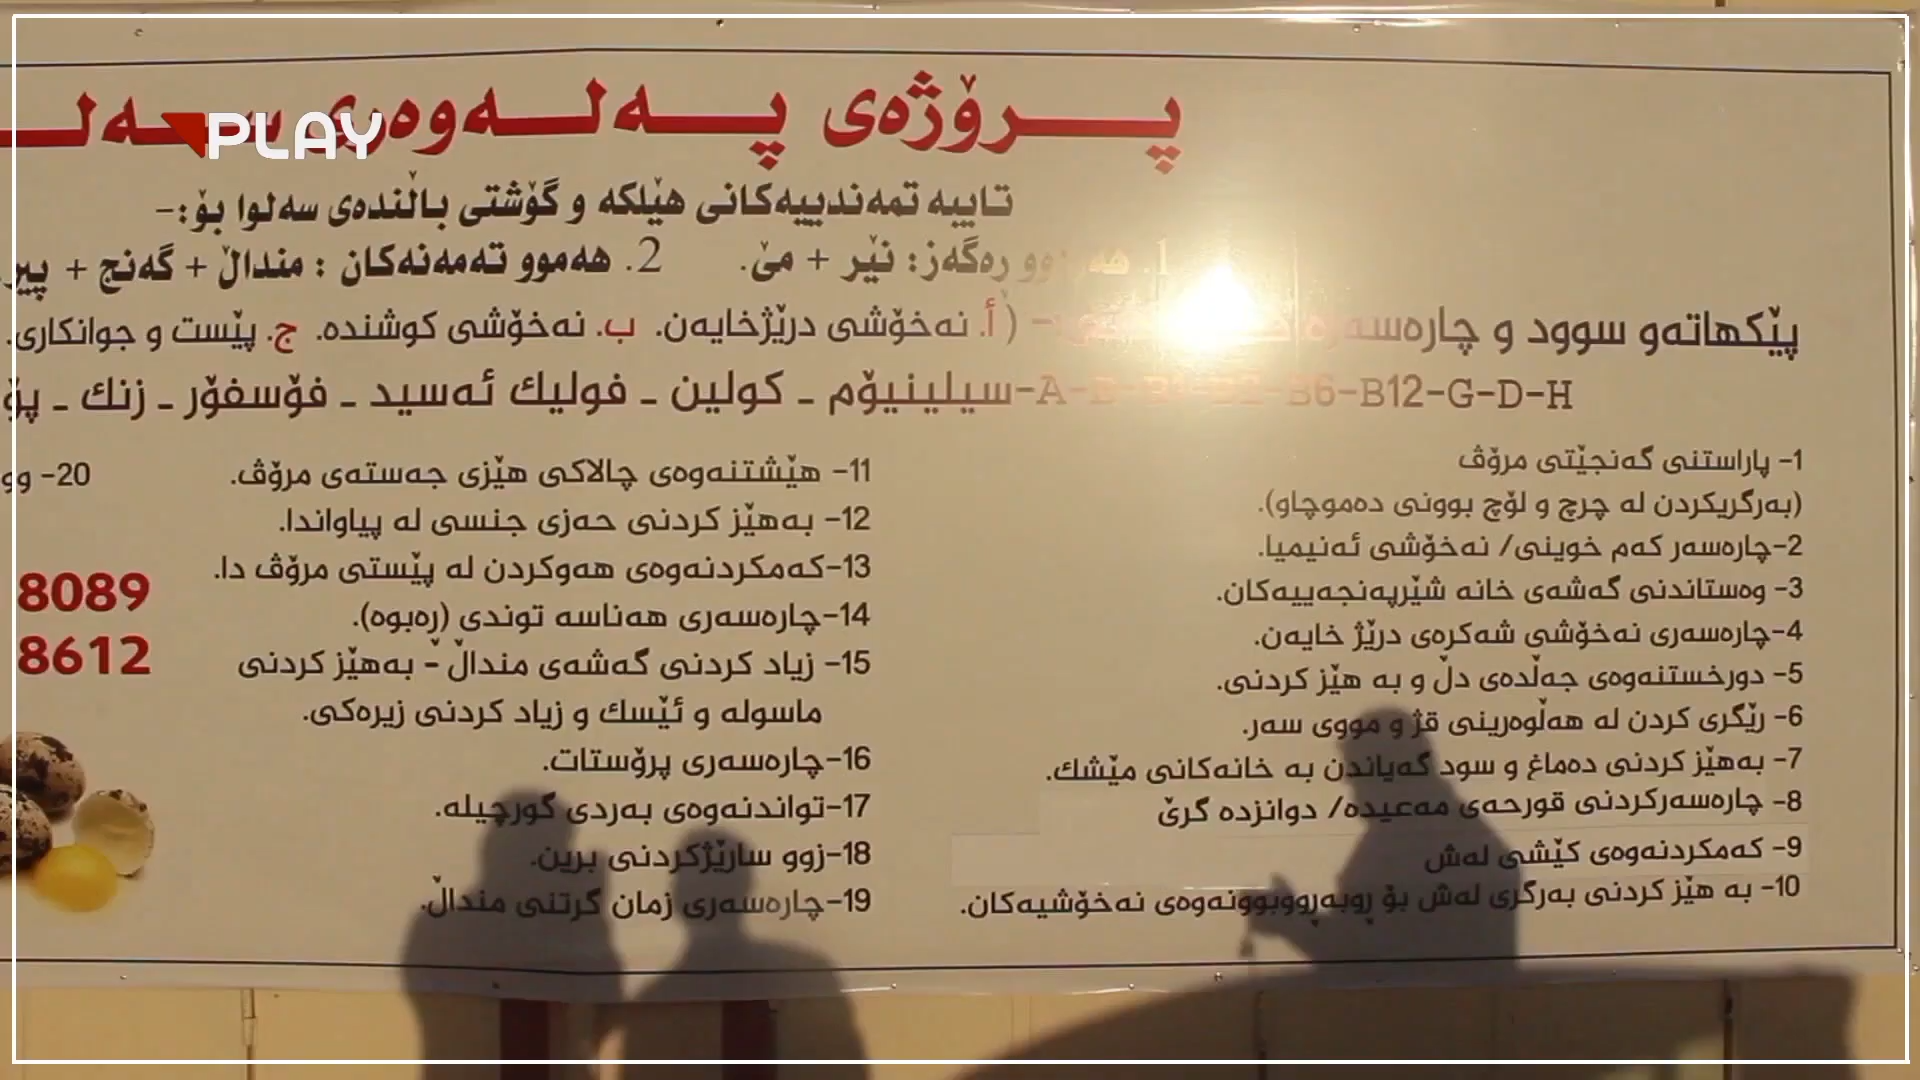 PLAY
پرۆژەی پەلەوەری سەلـ
تاییە تمەندییەکانی هێلکە و گۆشتی باڵندەی سەلوا بۆ:-
نێر + مێ. 2. هەموو تەمەنەکان : منداڵ + گەنج + پیر
پێکهاتەو سوود و (أ. نەخۆشی درێژخایەن. ب. نەخۆشی کوشندە. ج. پێست و جوانکاری.
B6-B12-G-D-H-سیلینیۆم ـ کولین ـ فولیك ئەسید ـ فۆسفۆر ـ زنك ـ
1- پاراستنی گەنجێتی مرۆڤ
(بەرگریکردن لە چرچ و لۆچ بوونی دەموچاو).
2-چارەسەر کەم خوینی/ نەخۆشی ئەنیمیا.
3- وەستاندنی گەشەی خانە شێرپەنجەییەکان.
4-چارەسەری نەخۆشی شەکرەی درێژ خایەن.
5- دورخستنەوەی جەڵدەی دڵ و بە هێز کردنی.
6- رێگری کردن لە هەڵوەرینی قژ و مووی سەر.
7- بەهێز کردنی دەماغ و سود گەیاندن بە خانەکانی مێشك.
8- چارەسەرکردنی قورحەی مەعیدە/ دوانزدە گرێ
9- کەمکردنەوەی کێشی لەش
10- بە هێز کردنی بەرگری لەش بۆ ڕوبەڕووبوونەوەی نەخۆشیەکان.
11- هێشتنەوەی چالاکی هێزی جەستەی مرۆڤ.
12- بەهێز کردنی حەزی جنسی لە پیاواندا.
13-کەمکردنەوەی هەوکردن لە پێستی مرۆڤ دا.
14-چارەسەری هەناسە توندی (ڕەبوە).
15- زیاد کردنی گەشەی منداڵ - بەهێز کردنی
ماسولە و ئێسك و زیاد کردنی زیرەکی.
16-چارەسەری پرۆستات.
17-تواندنەوەی بەردی گورچیلە.
18-زوو سارێژکردنی برین.
19-چارەسەری زمان گرتنی منداڵ.
20-
8089
8612